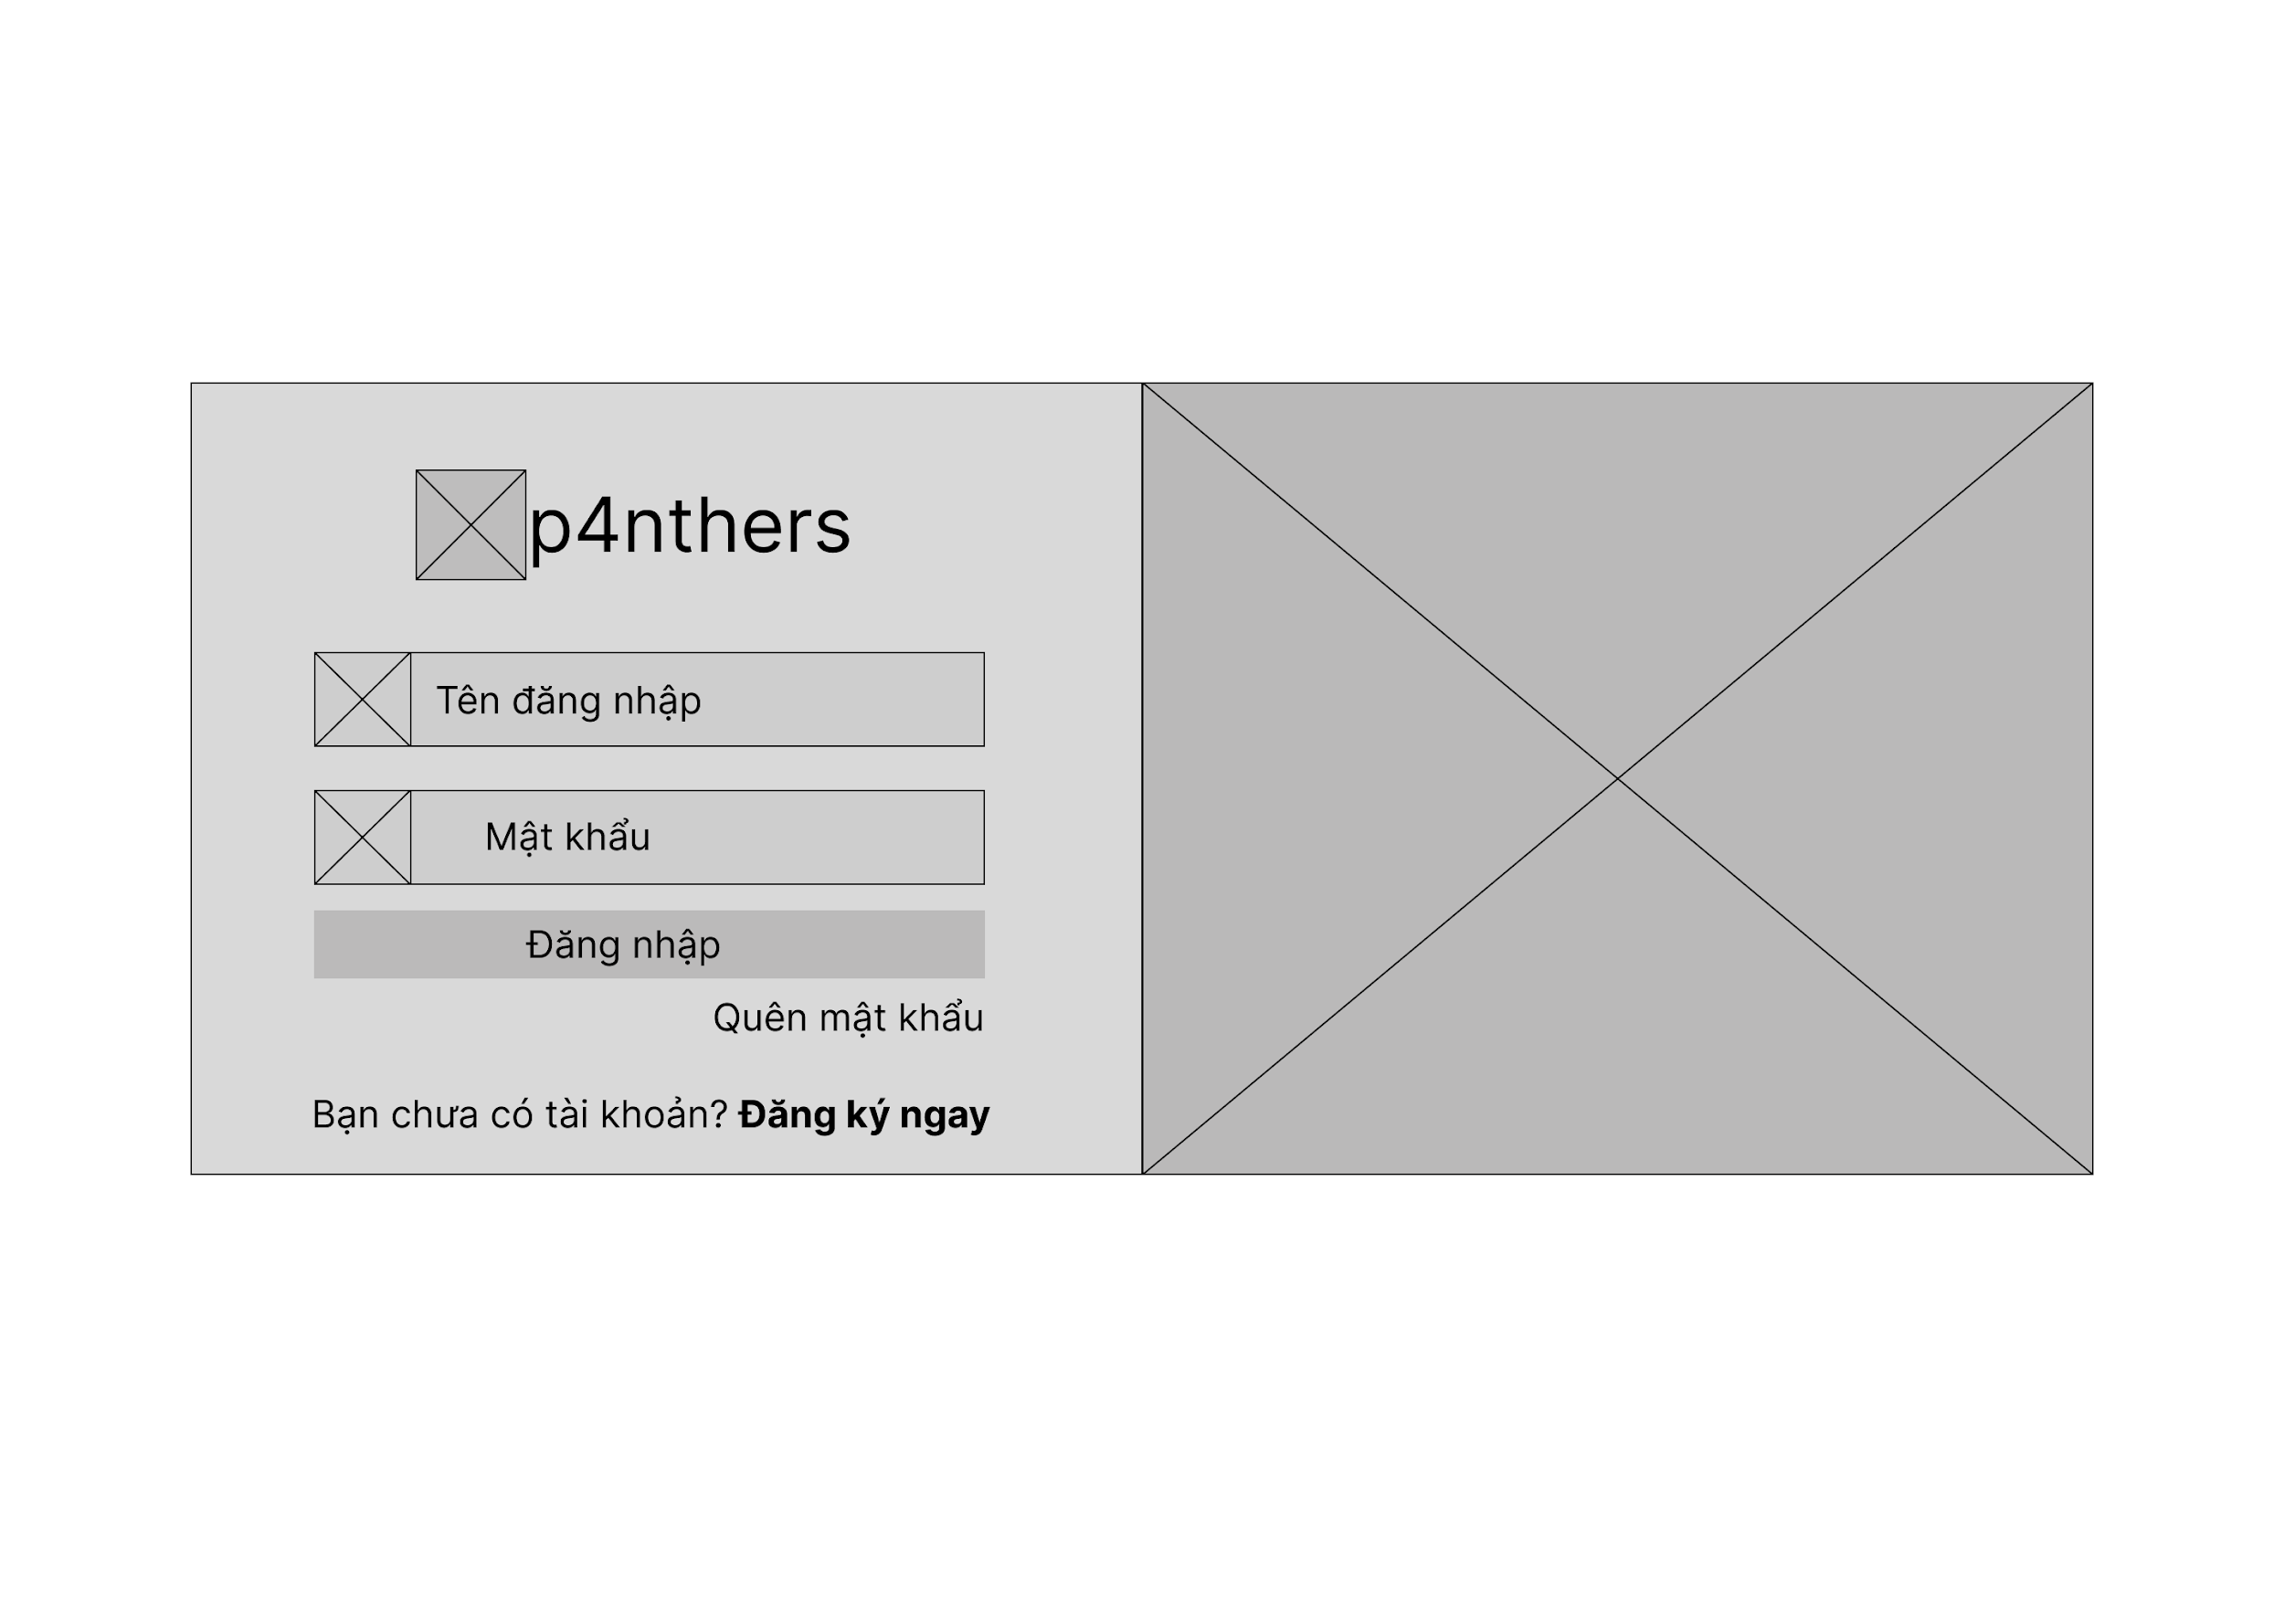 p4nthers
Tên đăng nhập
Mật khẩu
Đăng nhập
Quên mật khẩu
Bạn chưa có tài khoản? Đăng ký ngay